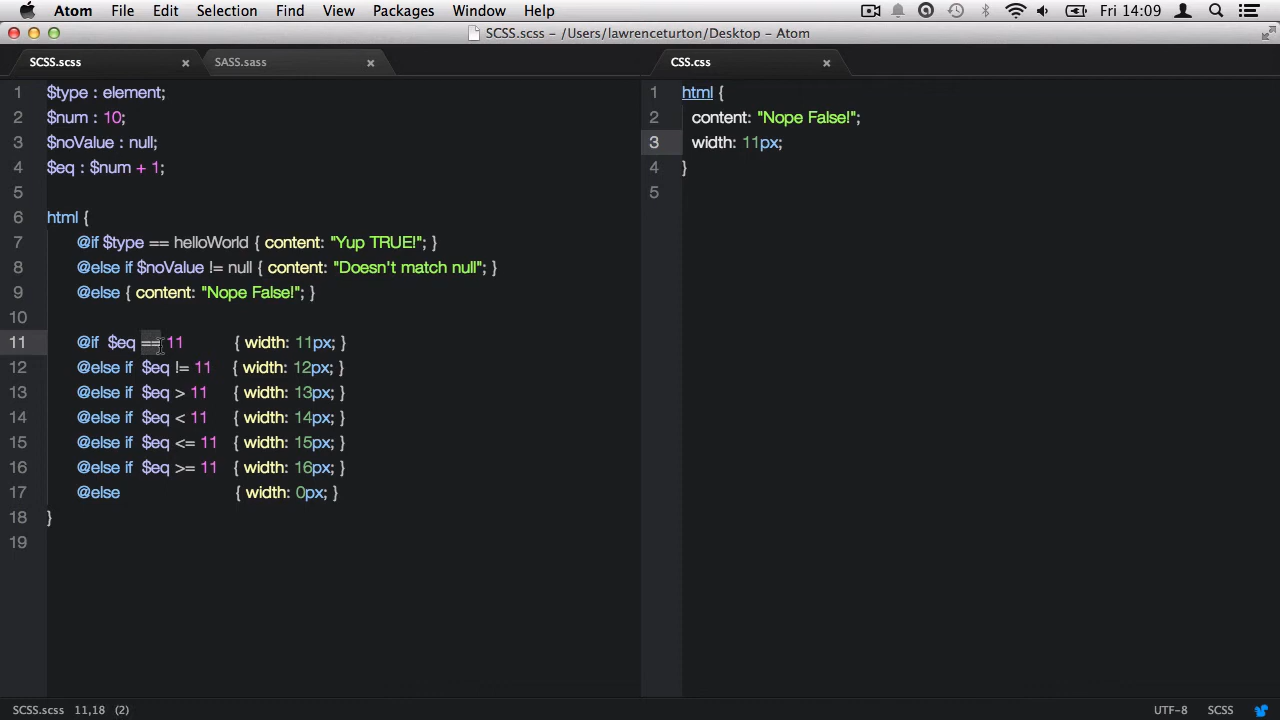 Atom File Edit Selection Find View Packages Window Help Fri 14:09
SCSS.scss – /Users/lawrenceturton/Desktop – Atom
SCSS.scss SASS.sass CSS.css
1 $type : element;
2 $num : 10;
3 $noValue : null;
4 $eq : $num + 1;
5
6 html {
7 @if $type == helloWorld { content: "Yup TRUE!"; }
8 @else if $noValue != null { content: "Doesn't match null"; }
9 @else { content: "Nope False!"; }
10
11 @if $eq == 11 { width: 11px; }
12 @else if $eq != 11 { width: 12px; }
13 @else if $eq > 11 { width: 13px; }
14 @else if $eq < 11 { width: 14px; }
15 @else if $eq <= 11 { width: 15px; }
16 @else if $eq >= 11 { width: 16px; }
17 @else { width: 0px; }
18 }
19
1 html {
2 content: "Nope False!";
3 width: 11px;
4 }
5
SCSS.scss 11,18 (2) UTF-8 SCSS